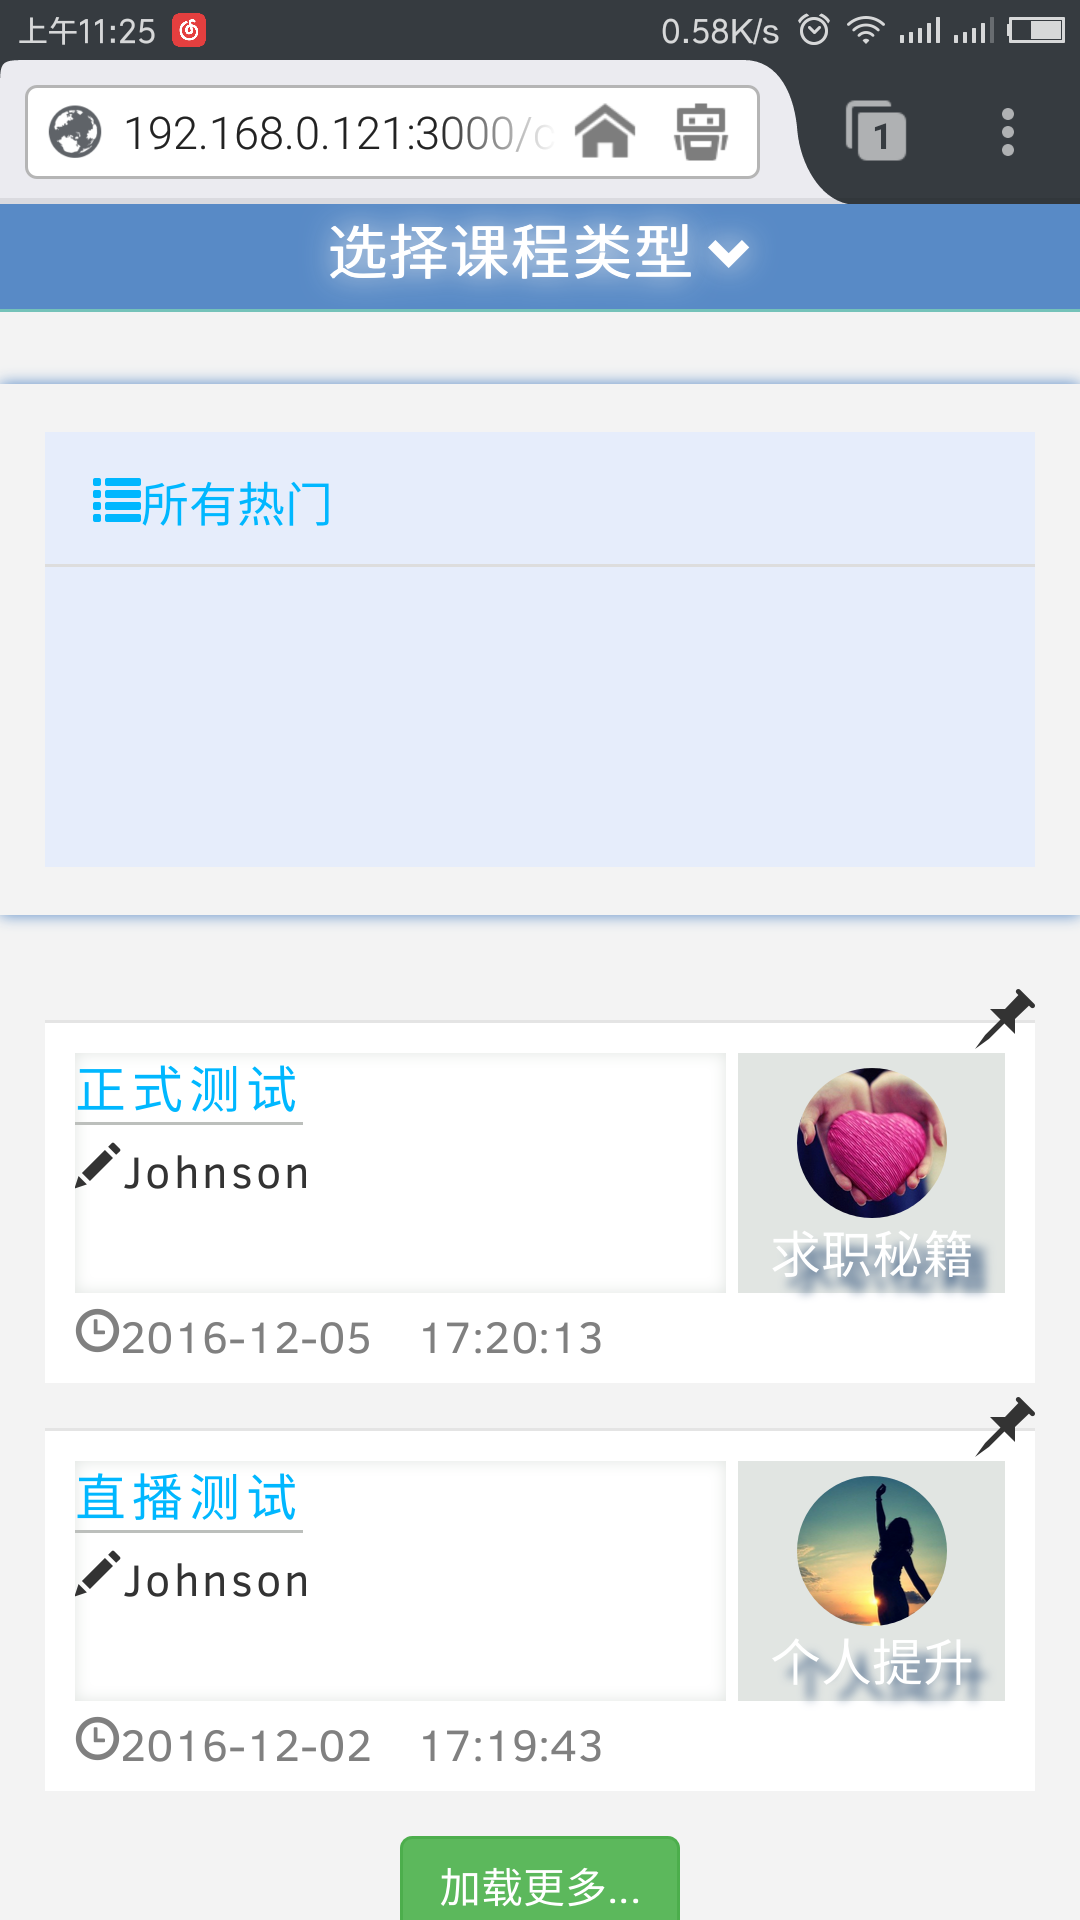 上午11:25
0.58K/s
192.168.0.121:3000/c
1
选择课程类型
所有热门
正式测试
Johnson
求职秘籍
2016-12-05 17:20:13
直播测试
Johnson
个人提升
2016-12-02 17:19:43
加载更多...